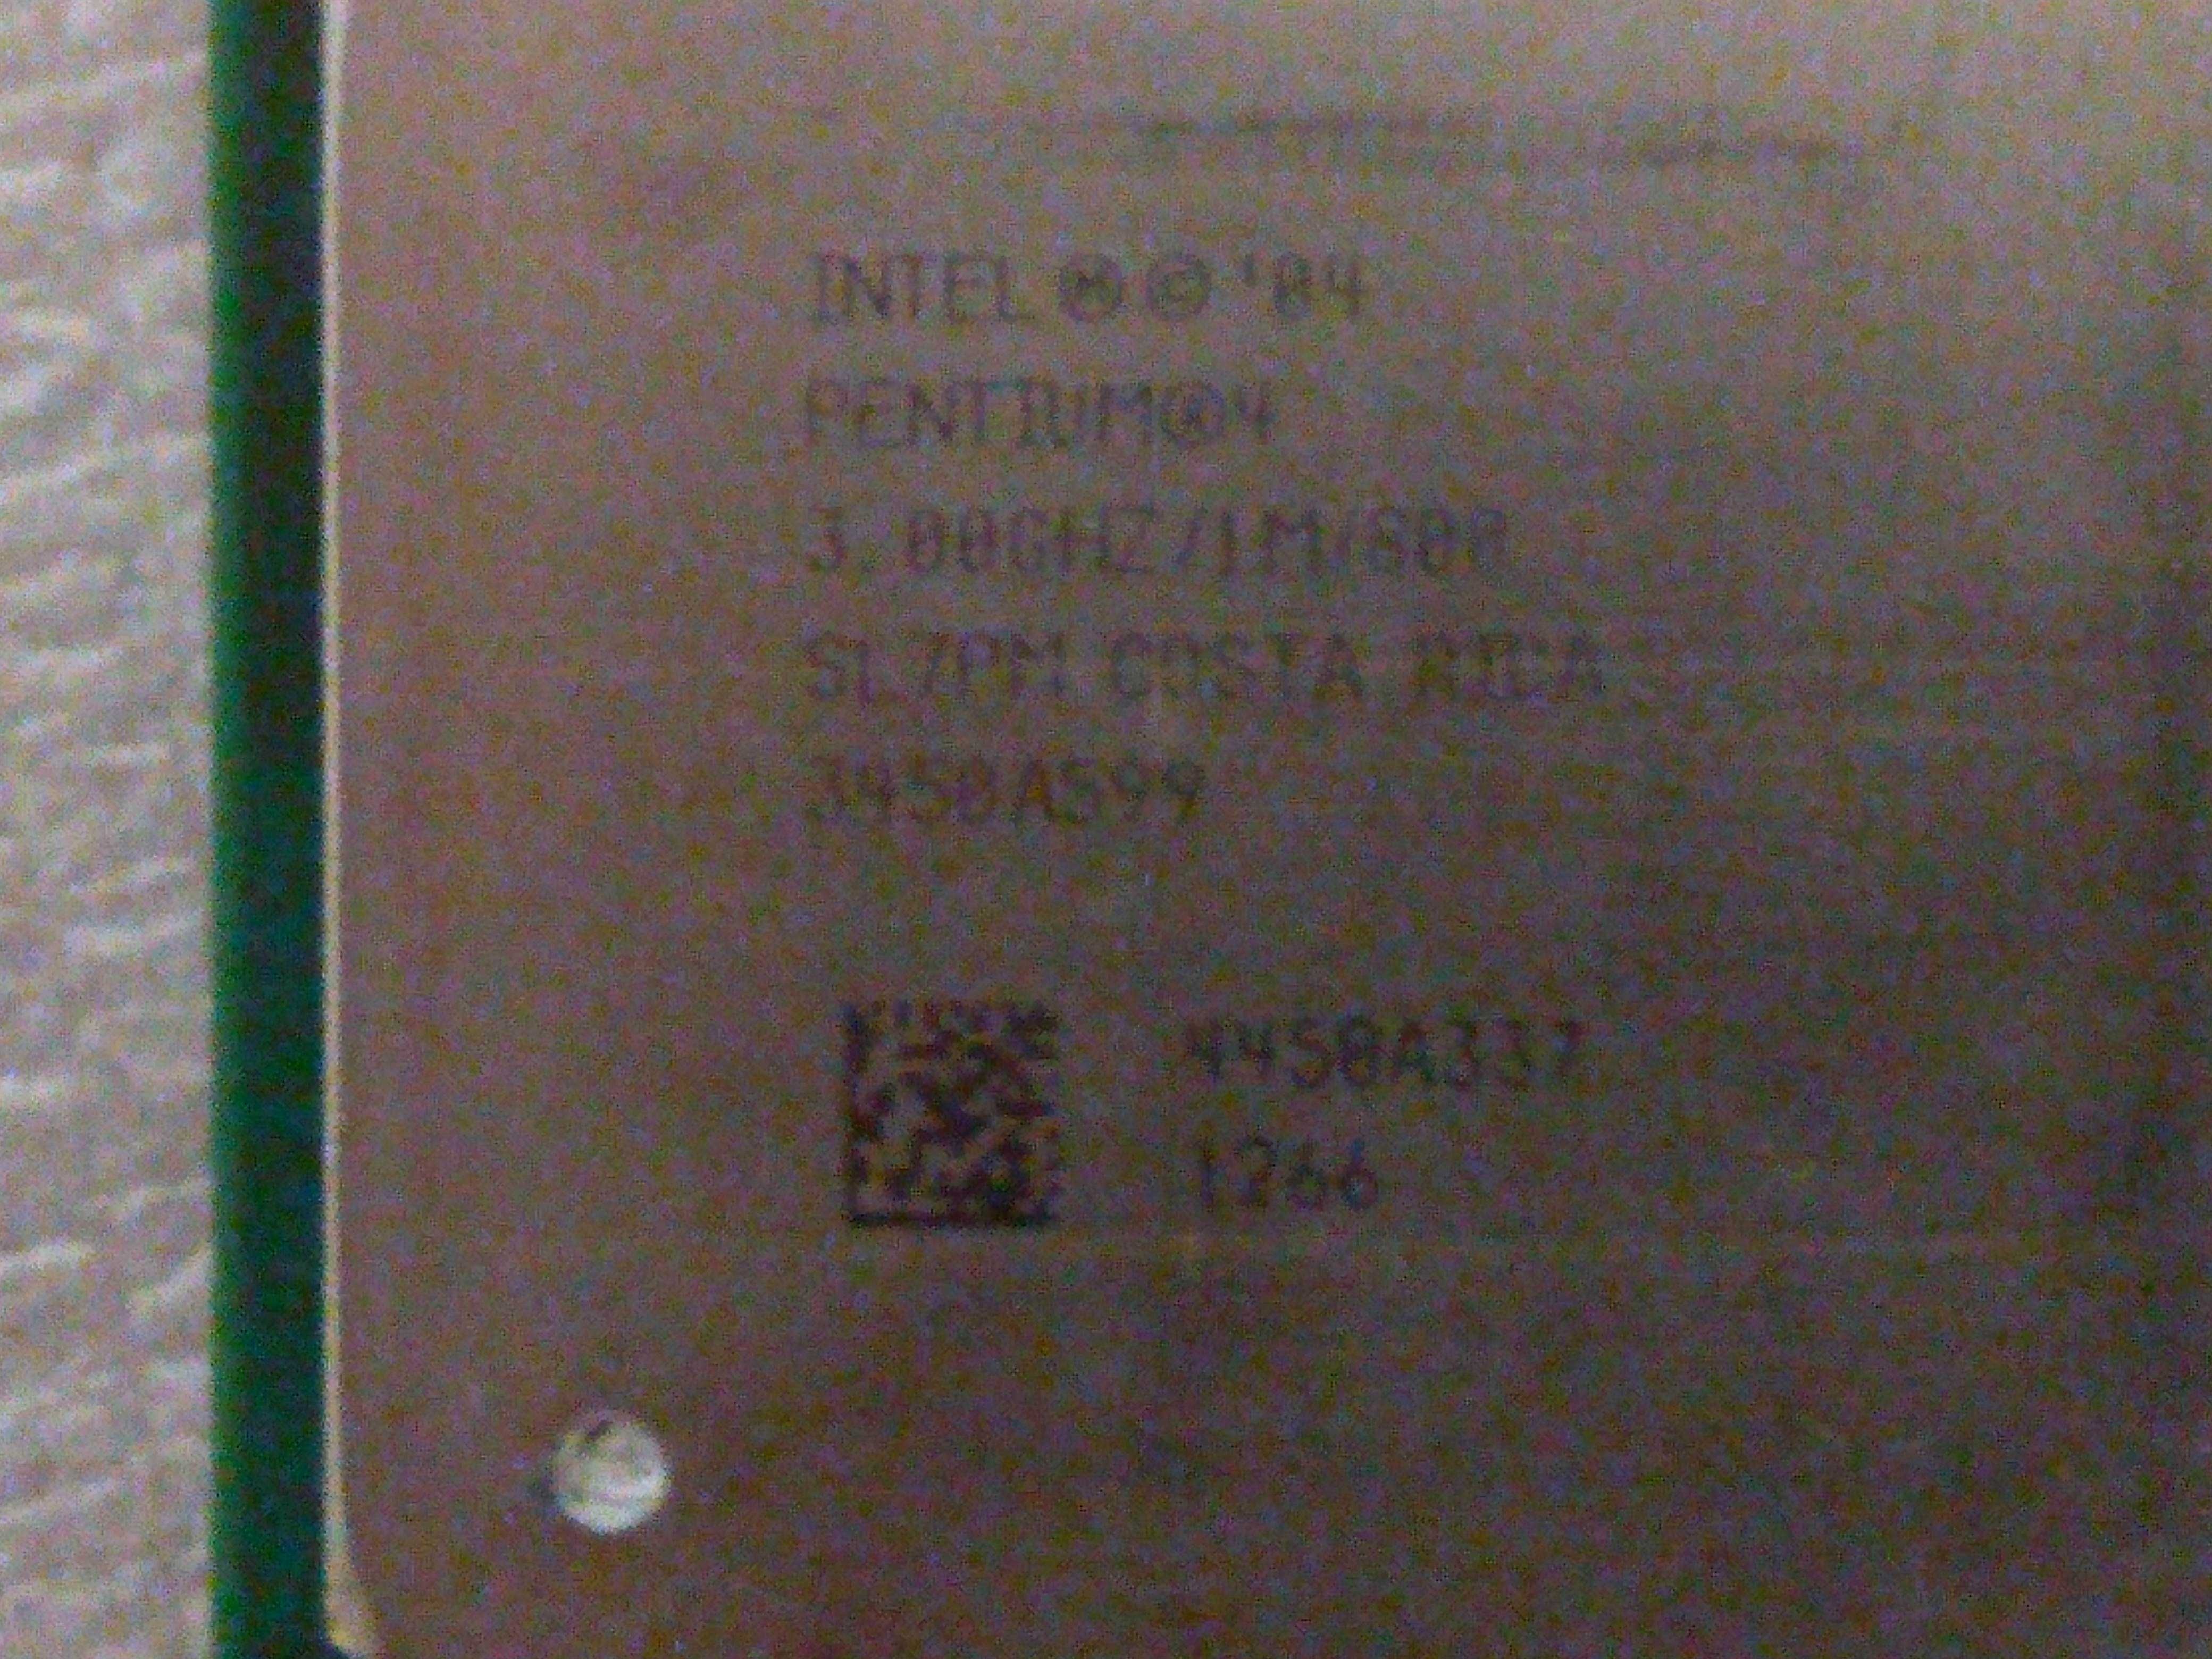 INTEL Ⓜ © '04
PENTIUM®4
3.00GHZ/1M/800
SL7PM COSTA RICA
3450A599
4450A337
1266